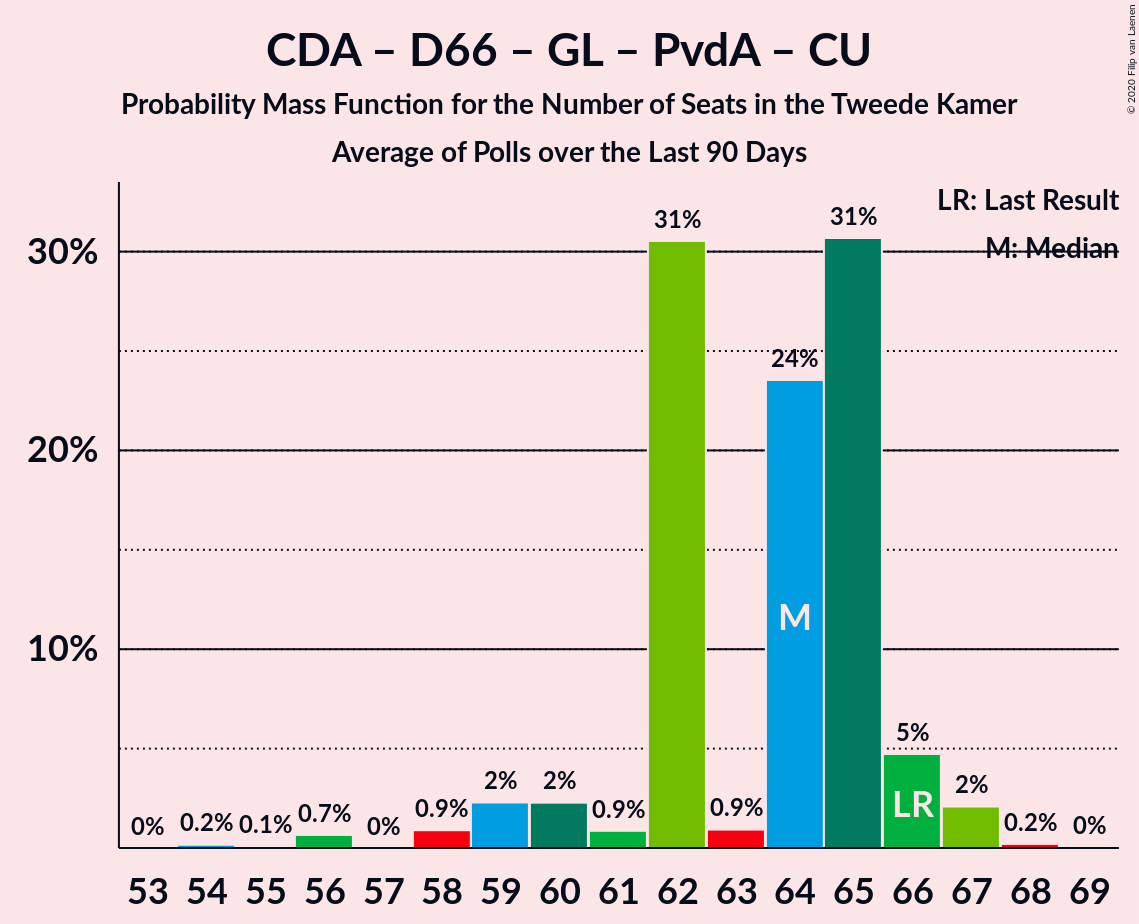 CDA – D66 – GL – PvdA – CU
Probability Mass Function for the Number of Seats in the Tweede Kamer
Average of Polls over the Last 90 Days
© 2020 Filip van Laenen
LR: Last Result
M: Median
30%
20%
10%
0% 0.2% 0.1% 0.7% 0% 0.9% 2% 2% 0.9% 31% 0.9% 24% 31% 5% 2% 0.2% 0%
M
LR
53 54 55 56 57 58 59 60 61 62 63 64 65 66 67 68 69